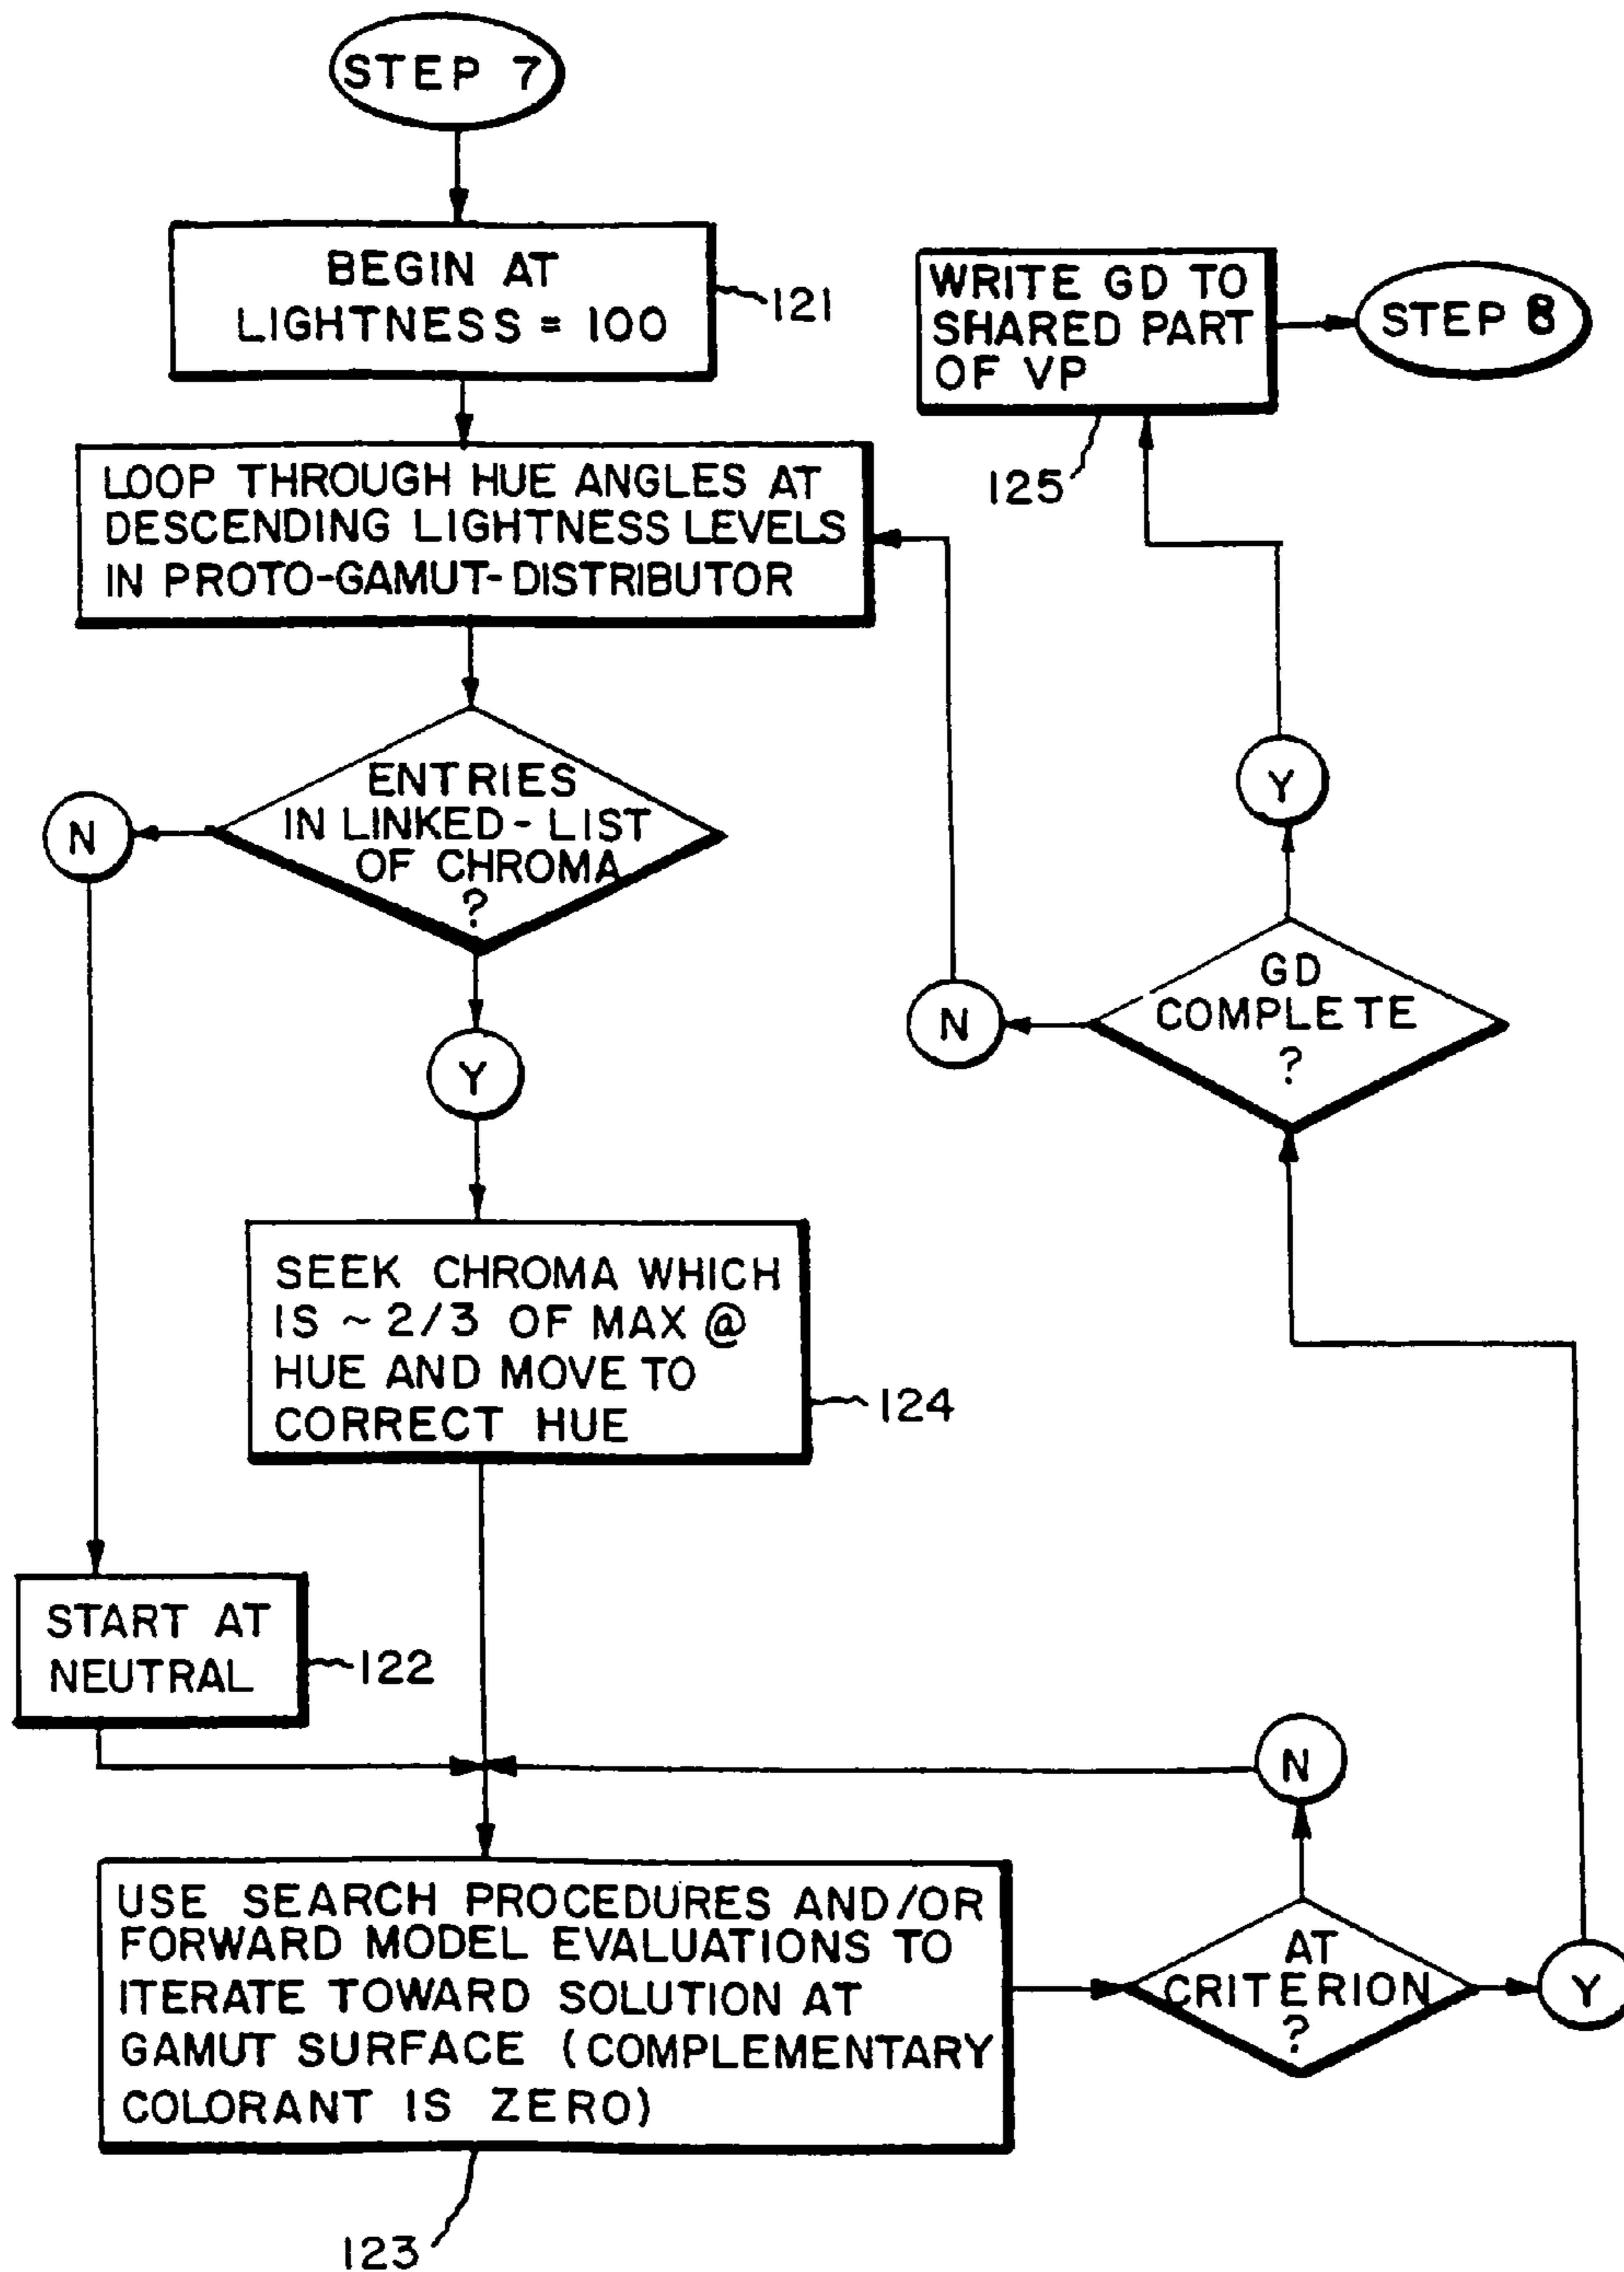 STEP 7
BEGIN AT
LIGHTNESS = 100
121
LOOP THROUGH HUE ANGLES AT
DESCENDING LIGHTNESS LEVELS
IN PROTO-GAMUT-DISTRIBUTOR
ENTRIES
IN LINKED-LIST
OF CHROMA
?
N
Y
SEEK CHROMA WHICH
IS ~ 2/3 OF MAX @
HUE AND MOVE TO
CORRECT HUE
124
START AT
NEUTRAL
122
USE SEARCH PROCEDURES AND/OR
FORWARD MODEL EVALUATIONS TO
ITERATE TOWARD SOLUTION AT
GAMUT SURFACE (COMPLEMENTARY
COLORANT IS ZERO)
123
AT
CRITERION
?
N
Y
GD
COMPLETE
?
N
Y
WRITE GD TO
SHARED PART
OF VP
125
STEP 8